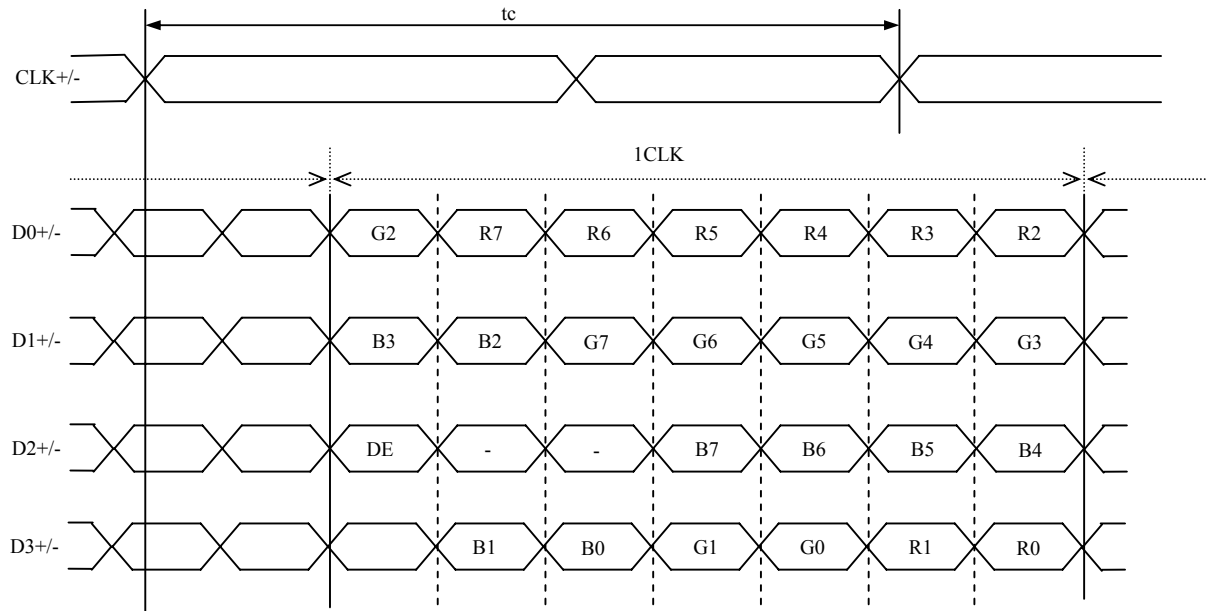 tc
CLK+/-
1CLK
D0+/- G2 R7 R6 R5 R4 R3 R2
D1+/- B3 B2 G7 G6 G5 G4 G3
D2+/- DE - - B7 B6 B5 B4
D3+/- B1 B0 G1 G0 R1 R0